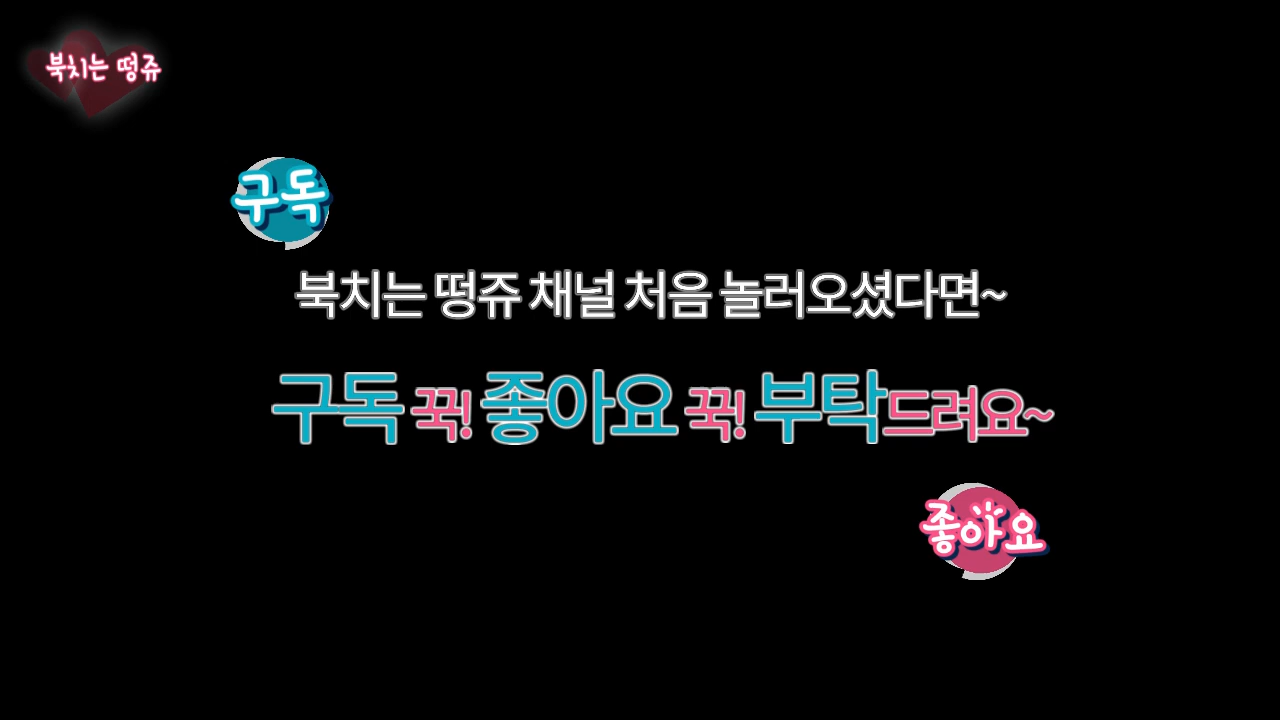 북치는 떵쥬
구독
북치는 떵쥬 채널 처음 놀러오셨다면~
구독 꾹! 좋아요 꾹! 부탁드려요~
좋아요